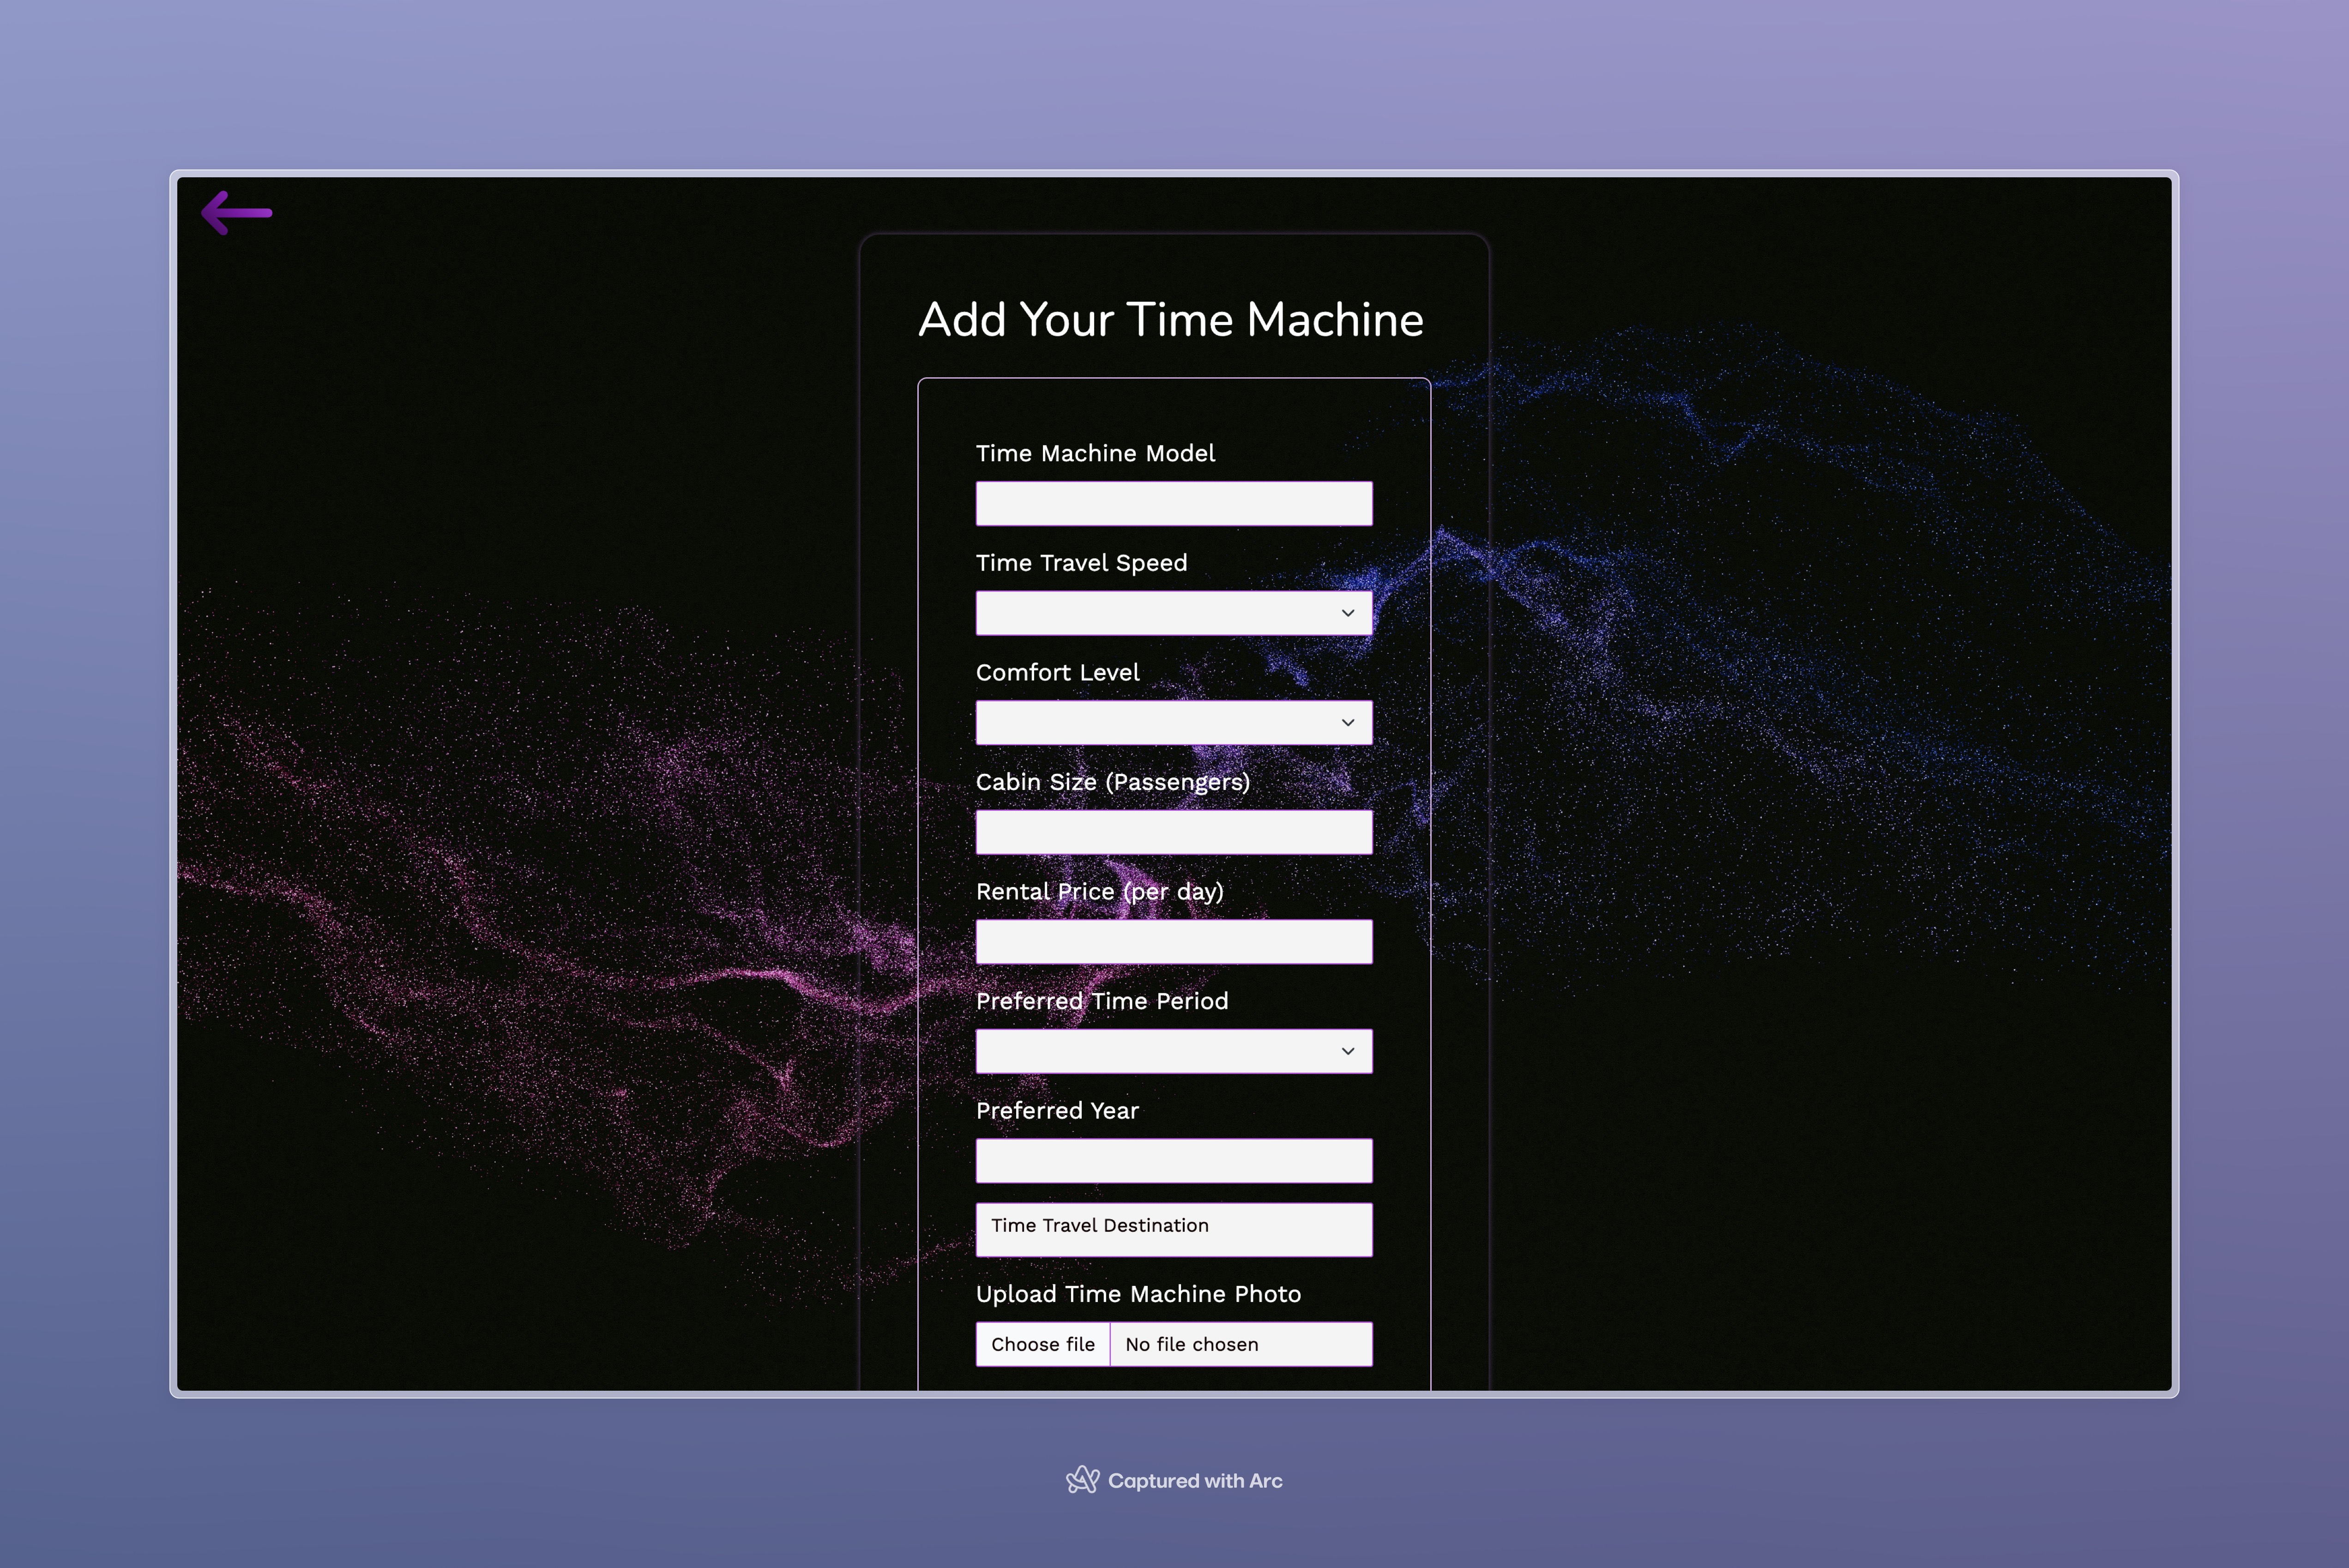 Add Your Time Machine
Time Machine Model
Time Travel Speed
Comfort Level
Cabin Size (Passengers)
Rental Price (per day)
Preferred Time Period
Preferred Year
Time Travel Destination
Upload Time Machine Photo
Choose file No file chosen
Captured with Arc